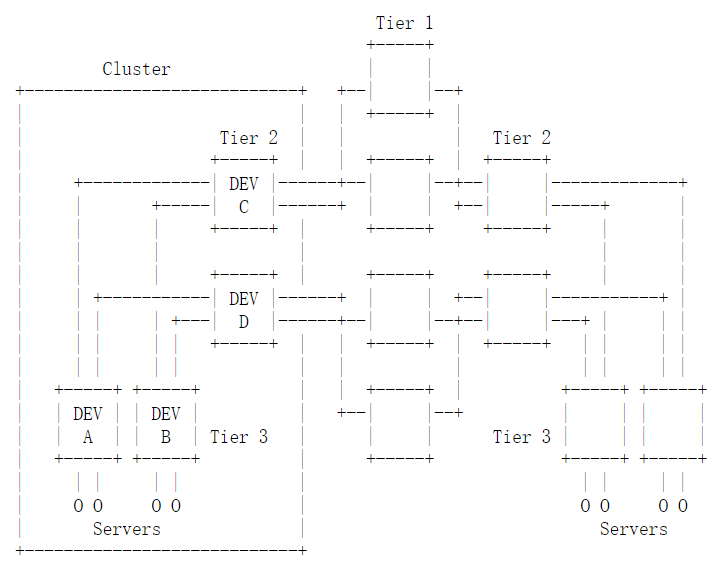 Tier 1
Cluster
Tier 2 Tier 2
DEV
C
DEV
D
DEV DEV
A B Tier 3 Tier 3
O O O O O O O O
Servers Servers